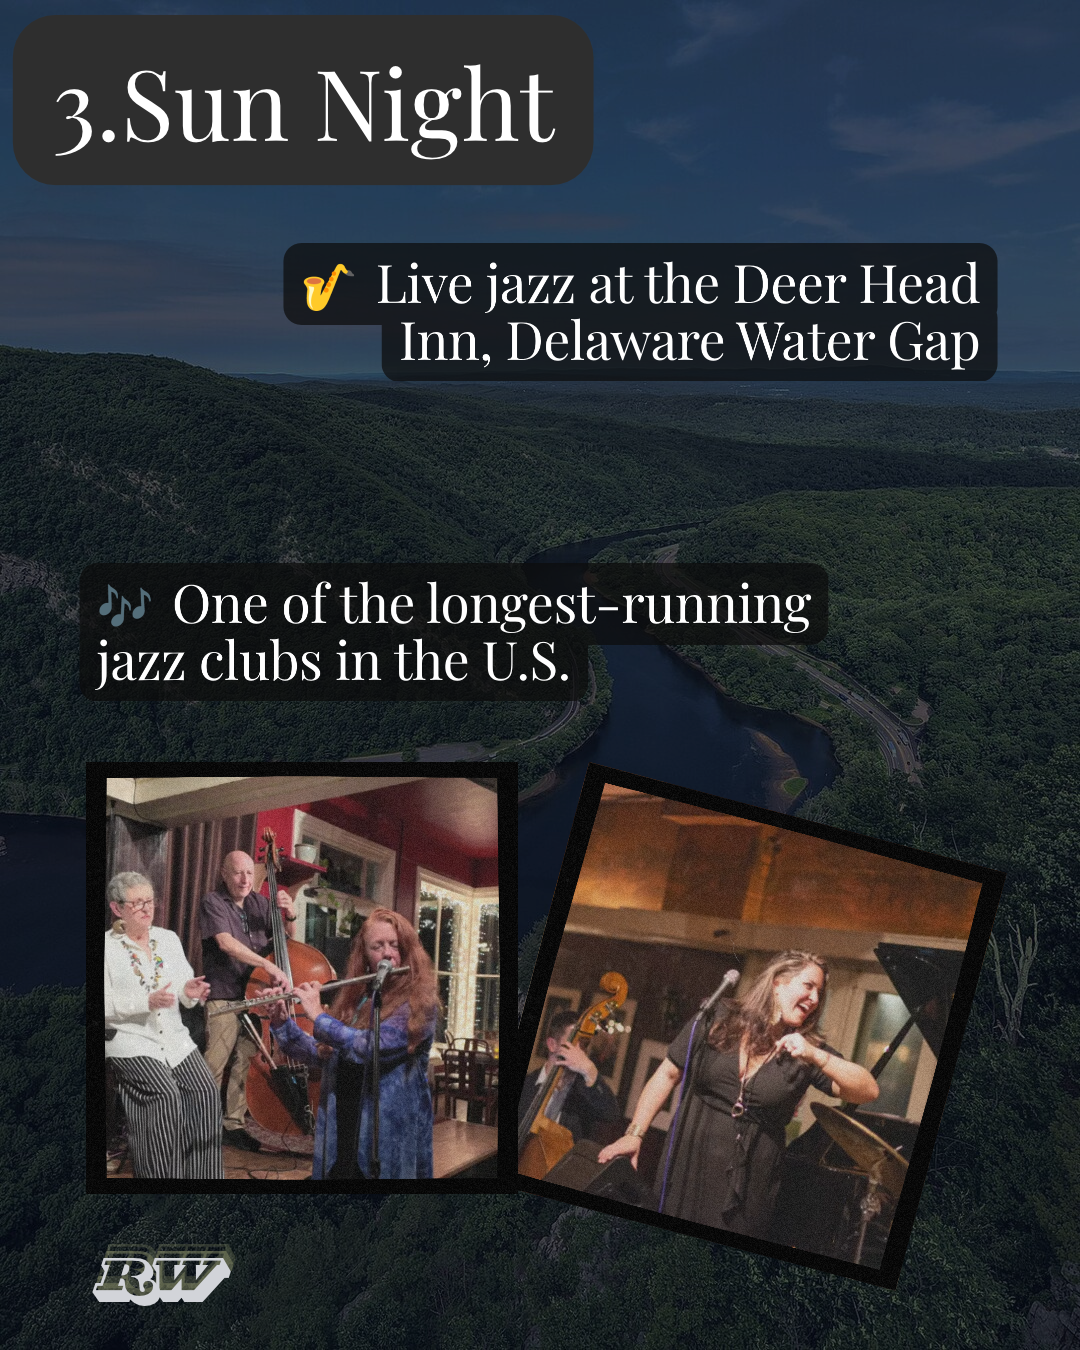 3.Sun Night
🎷 Live jazz at the Deer Head
Inn, Delaware Water Gap
🎶 One of the longest-running
jazz clubs in the U.S.
RW